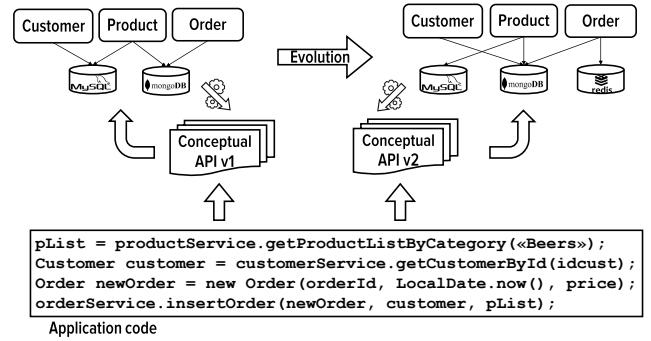 Customer Product Order
MySQL mongoDB
Evolution
Customer Product Order
MySQL mongoDB redis
Conceptual
API v1
Conceptual
API v2
pList = productService.getProductListByCategory(«Beers»);
Customer customer = customerService.getCustomerById(idcust);
Order newOrder = new Order(orderId, LocalDate.now(), price);
orderService.insertOrder(newOrder, customer, pList);
Application code